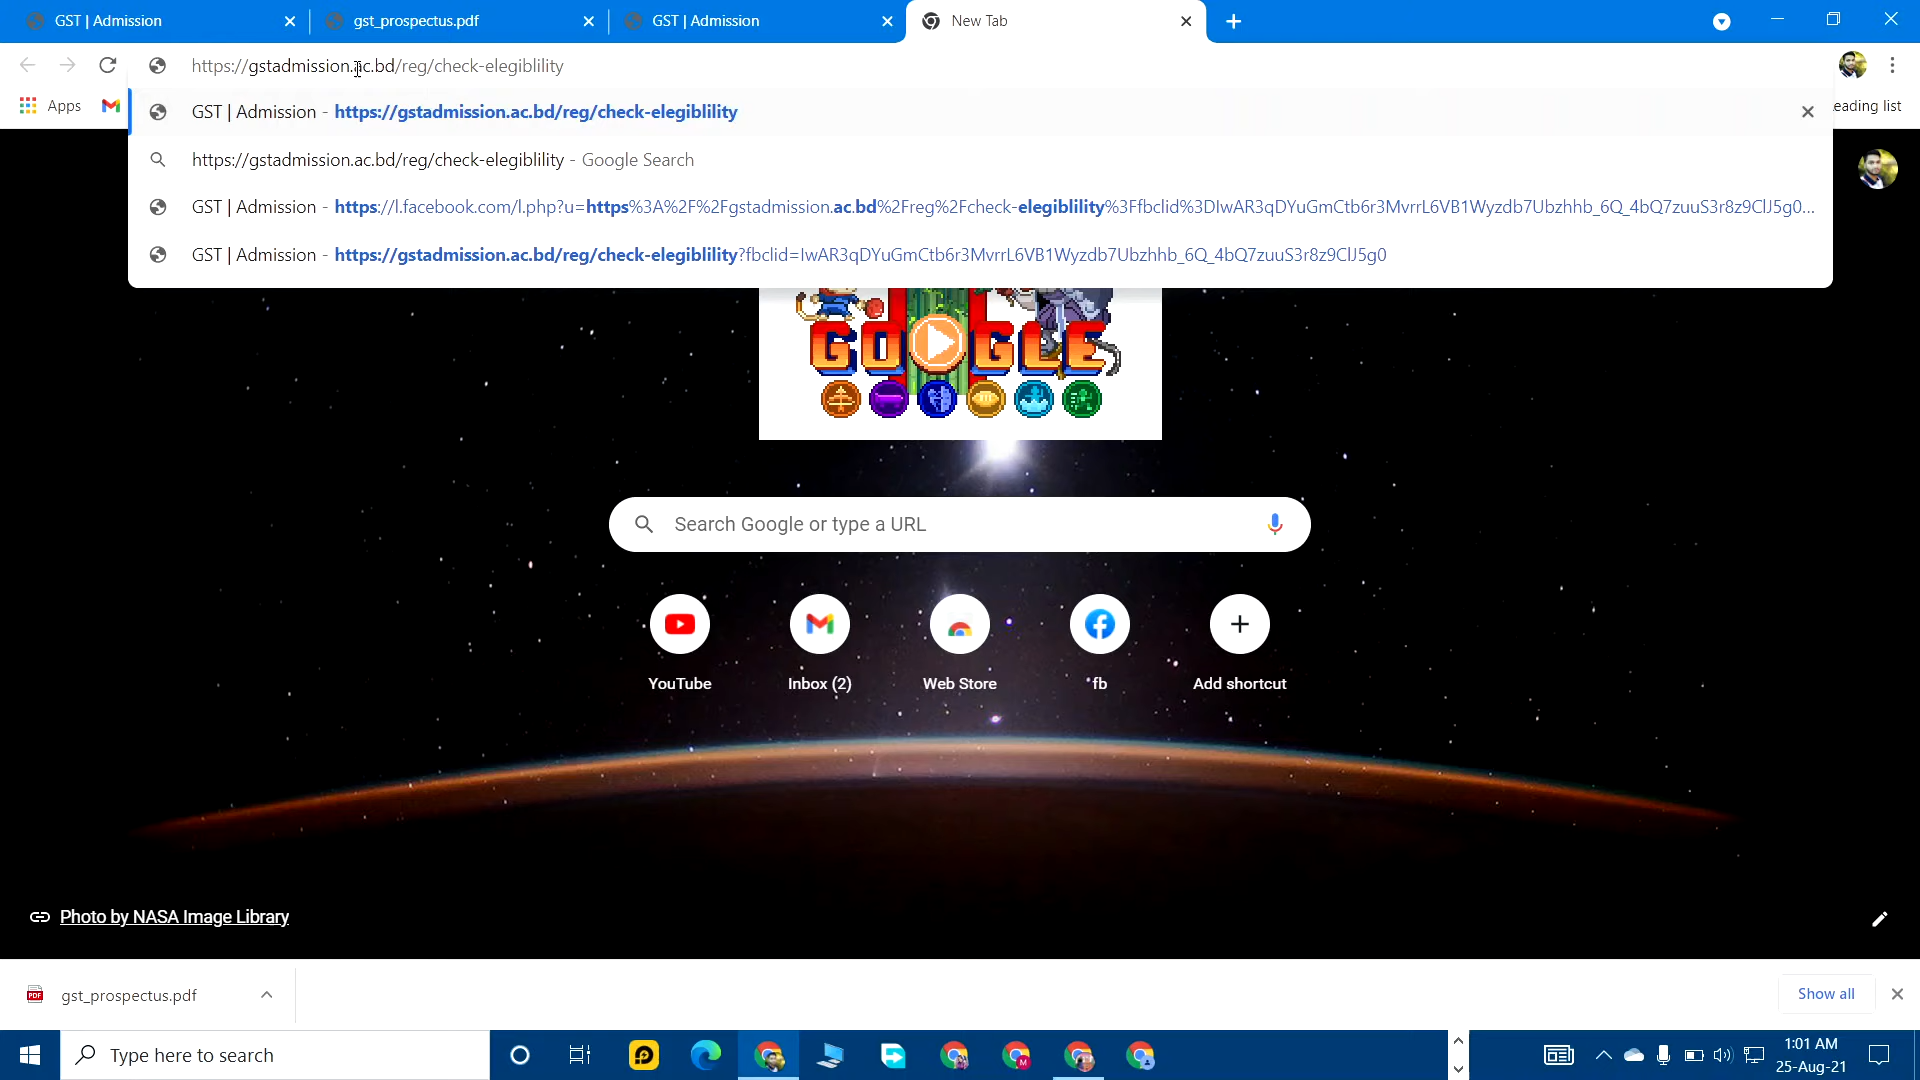 GST | Admission
gst_prospectus.pdf
GST | Admission
New Tab
https://gstadmission.ac.bd/reg/check-elegiblility
Apps
eading list
GST | Admission - https://gstadmission.ac.bd/reg/check-elegiblility
https://gstadmission.ac.bd/reg/check-elegiblility - Google Search
GST | Admission - https://l.facebook.com/l.php?u=https%3A%2F%2Fgstadmission.ac.bd%2Freg%2Fcheck-elegiblility%3Ffbclid%3DIwAR3qDYuGmCtb6r3MvrrL6VB1Wyzdb7Ubzhhb_6Q_4bQ7zuuS3r8z9ClJ5g0...
GST | Admission - https://gstadmission.ac.bd/reg/check-elegiblility?fbclid=IwAR3qDYuGmCtb6r3MvrrL6VB1Wyzdb7Ubzhhb_6Q_4bQ7zuuS3r8z9ClJ5g0
GOOGLE
Search Google or type a URL
YouTube
Inbox (2)
Web Store
fb
Add shortcut
Photo by NASA Image Library
PDF
gst_prospectus.pdf
Show all
Type here to search
1:01 AM
25-Aug-21